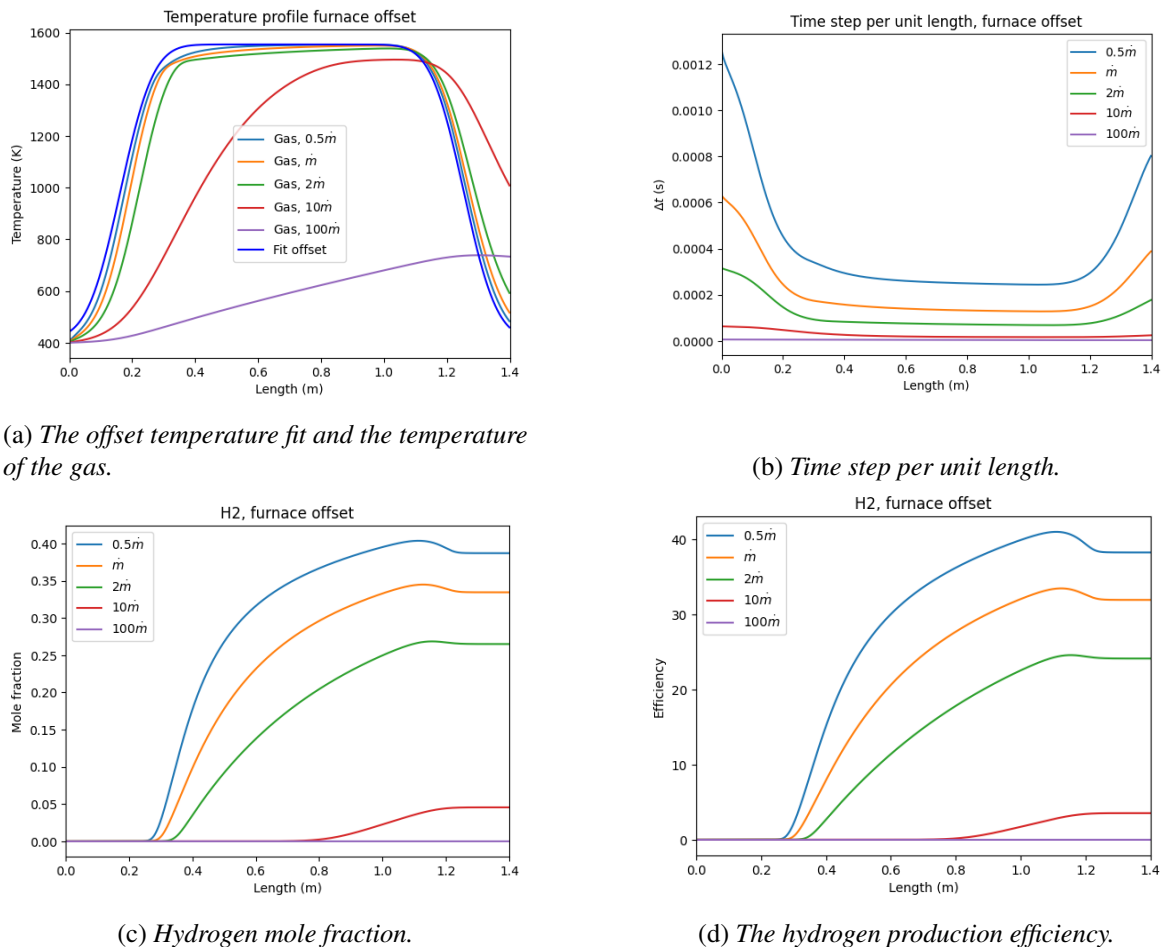 Temperature profile furnace offset
1600
1400
1200
1000
800
600
400
Temperature (K)
Gas, 0.5ṁ
Gas, ṁ
Gas, 2ṁ
Gas, 10ṁ
Gas, 100ṁ
Fit offset
0.0 0.2 0.4 0.6 0.8 1.0 1.2 1.4
Length (m)
(a) The offset temperature fit and the temperature
of the gas.
Time step per unit length, furnace offset
0.0012
0.0010
0.0008
0.0006
0.0004
0.0002
0.0000
Δt (s)
0.5ṁ
ṁ
2ṁ
10ṁ
100ṁ
0.0 0.2 0.4 0.6 0.8 1.0 1.2 1.4
Length (m)
(b) Time step per unit length.
H2, furnace offset
0.40
0.35
0.30
0.25
0.20
0.15
0.10
0.05
0.00
Mole fraction
0.5ṁ
ṁ
2ṁ
10ṁ
100ṁ
0.0 0.2 0.4 0.6 0.8 1.0 1.2 1.4
Length (m)
(c) Hydrogen mole fraction.
H2, furnace offset
40
30
20
10
0
Efficiency
0.5ṁ
ṁ
2ṁ
10ṁ
100ṁ
0.0 0.2 0.4 0.6 0.8 1.0 1.2 1.4
Length (m)
(d) The hydrogen production efficiency.